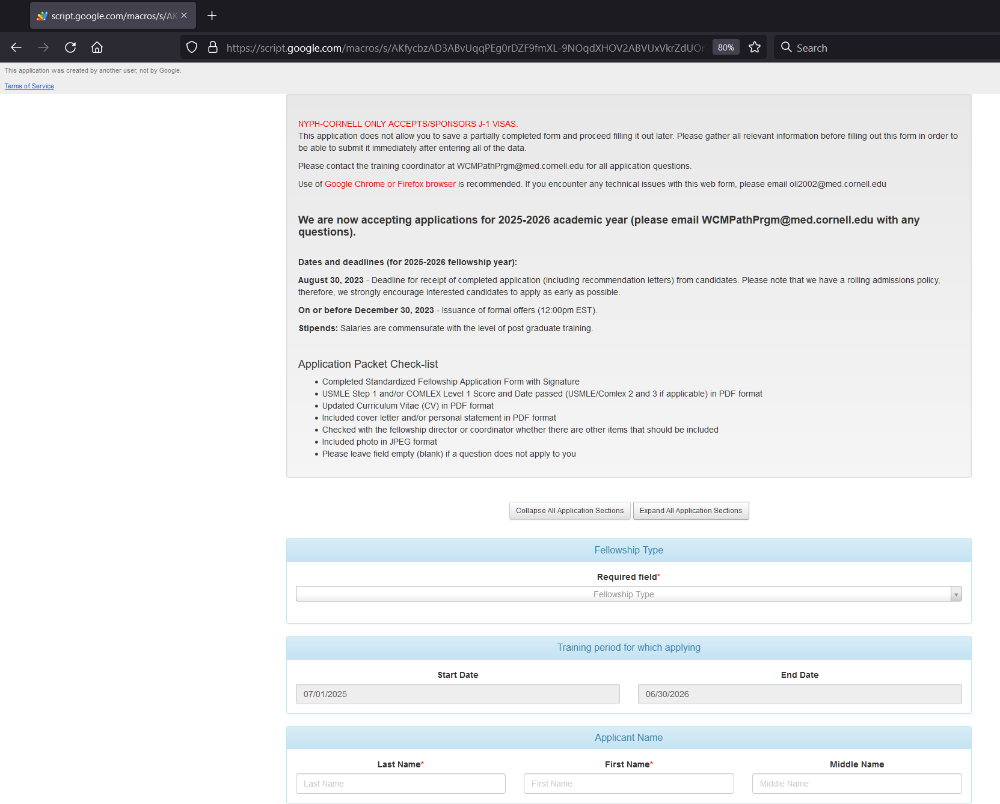 script.google.com/macros/s/AK
https://script.google.com/macros/s/AKfycbzAD3ABvUqqPEg0rDZF9fmXL-9NOqdXHOV2ABVUxVkrZdUOr
80%
Search
This application was created by another user, not by Google.
Terms of Service
NYPH-CORNELL ONLY ACCEPTS/SPONSORS J-1 VISAS.
This application does not allow you to save a partially completed form and proceed filling it out later. Please gather all relevant information before filling out this form in order to
be able to submit it immediately after entering all of the data.
Please contact the training coordinator at WCMPathPrgm@med.cornell.edu for all application questions.
Use of Google Chrome or Firefox browser is recommended. If you encounter any technical issues with this web form, please email oli2002@med.cornell.edu
We are now accepting applications for 2025-2026 academic year (please email WCMPathPrgm@med.cornell.edu with any
questions).
Dates and deadlines (for 2025-2026 fellowship year):
August 30, 2023 - Deadline for receipt of completed application (including recommendation letters) from candidates. Please note that we have a rolling admissions policy,
therefore, we strongly encourage interested candidates to apply as early as possible.
On or before December 30, 2023 - Issuance of formal offers (12:00pm EST).
Stipends: Salaries are commensurate with the level of post graduate training.
Application Packet Check-list
• Completed Standardized Fellowship Application Form with Signature
• USMLE Step 1 and/or COMLEX Level 1 Score and Date passed (USMLE/Comlex 2 and 3 if applicable) in PDF format
• Updated Curriculum Vitae (CV) in PDF format
• Included cover letter and/or personal statement in PDF format
• Checked with the fellowship director or coordinator whether there are other items that should be included
• Included photo in JPEG format
• Please leave field empty (blank) if a question does not apply to you
Collapse All Application Sections
Expand All Application Sections
Fellowship Type
Required field*
Fellowship Type
Training period for which applying
Start Date
End Date
07/01/2025
06/30/2026
Applicant Name
Last Name*
First Name*
Middle Name
Last Name
First Name
Middle Name